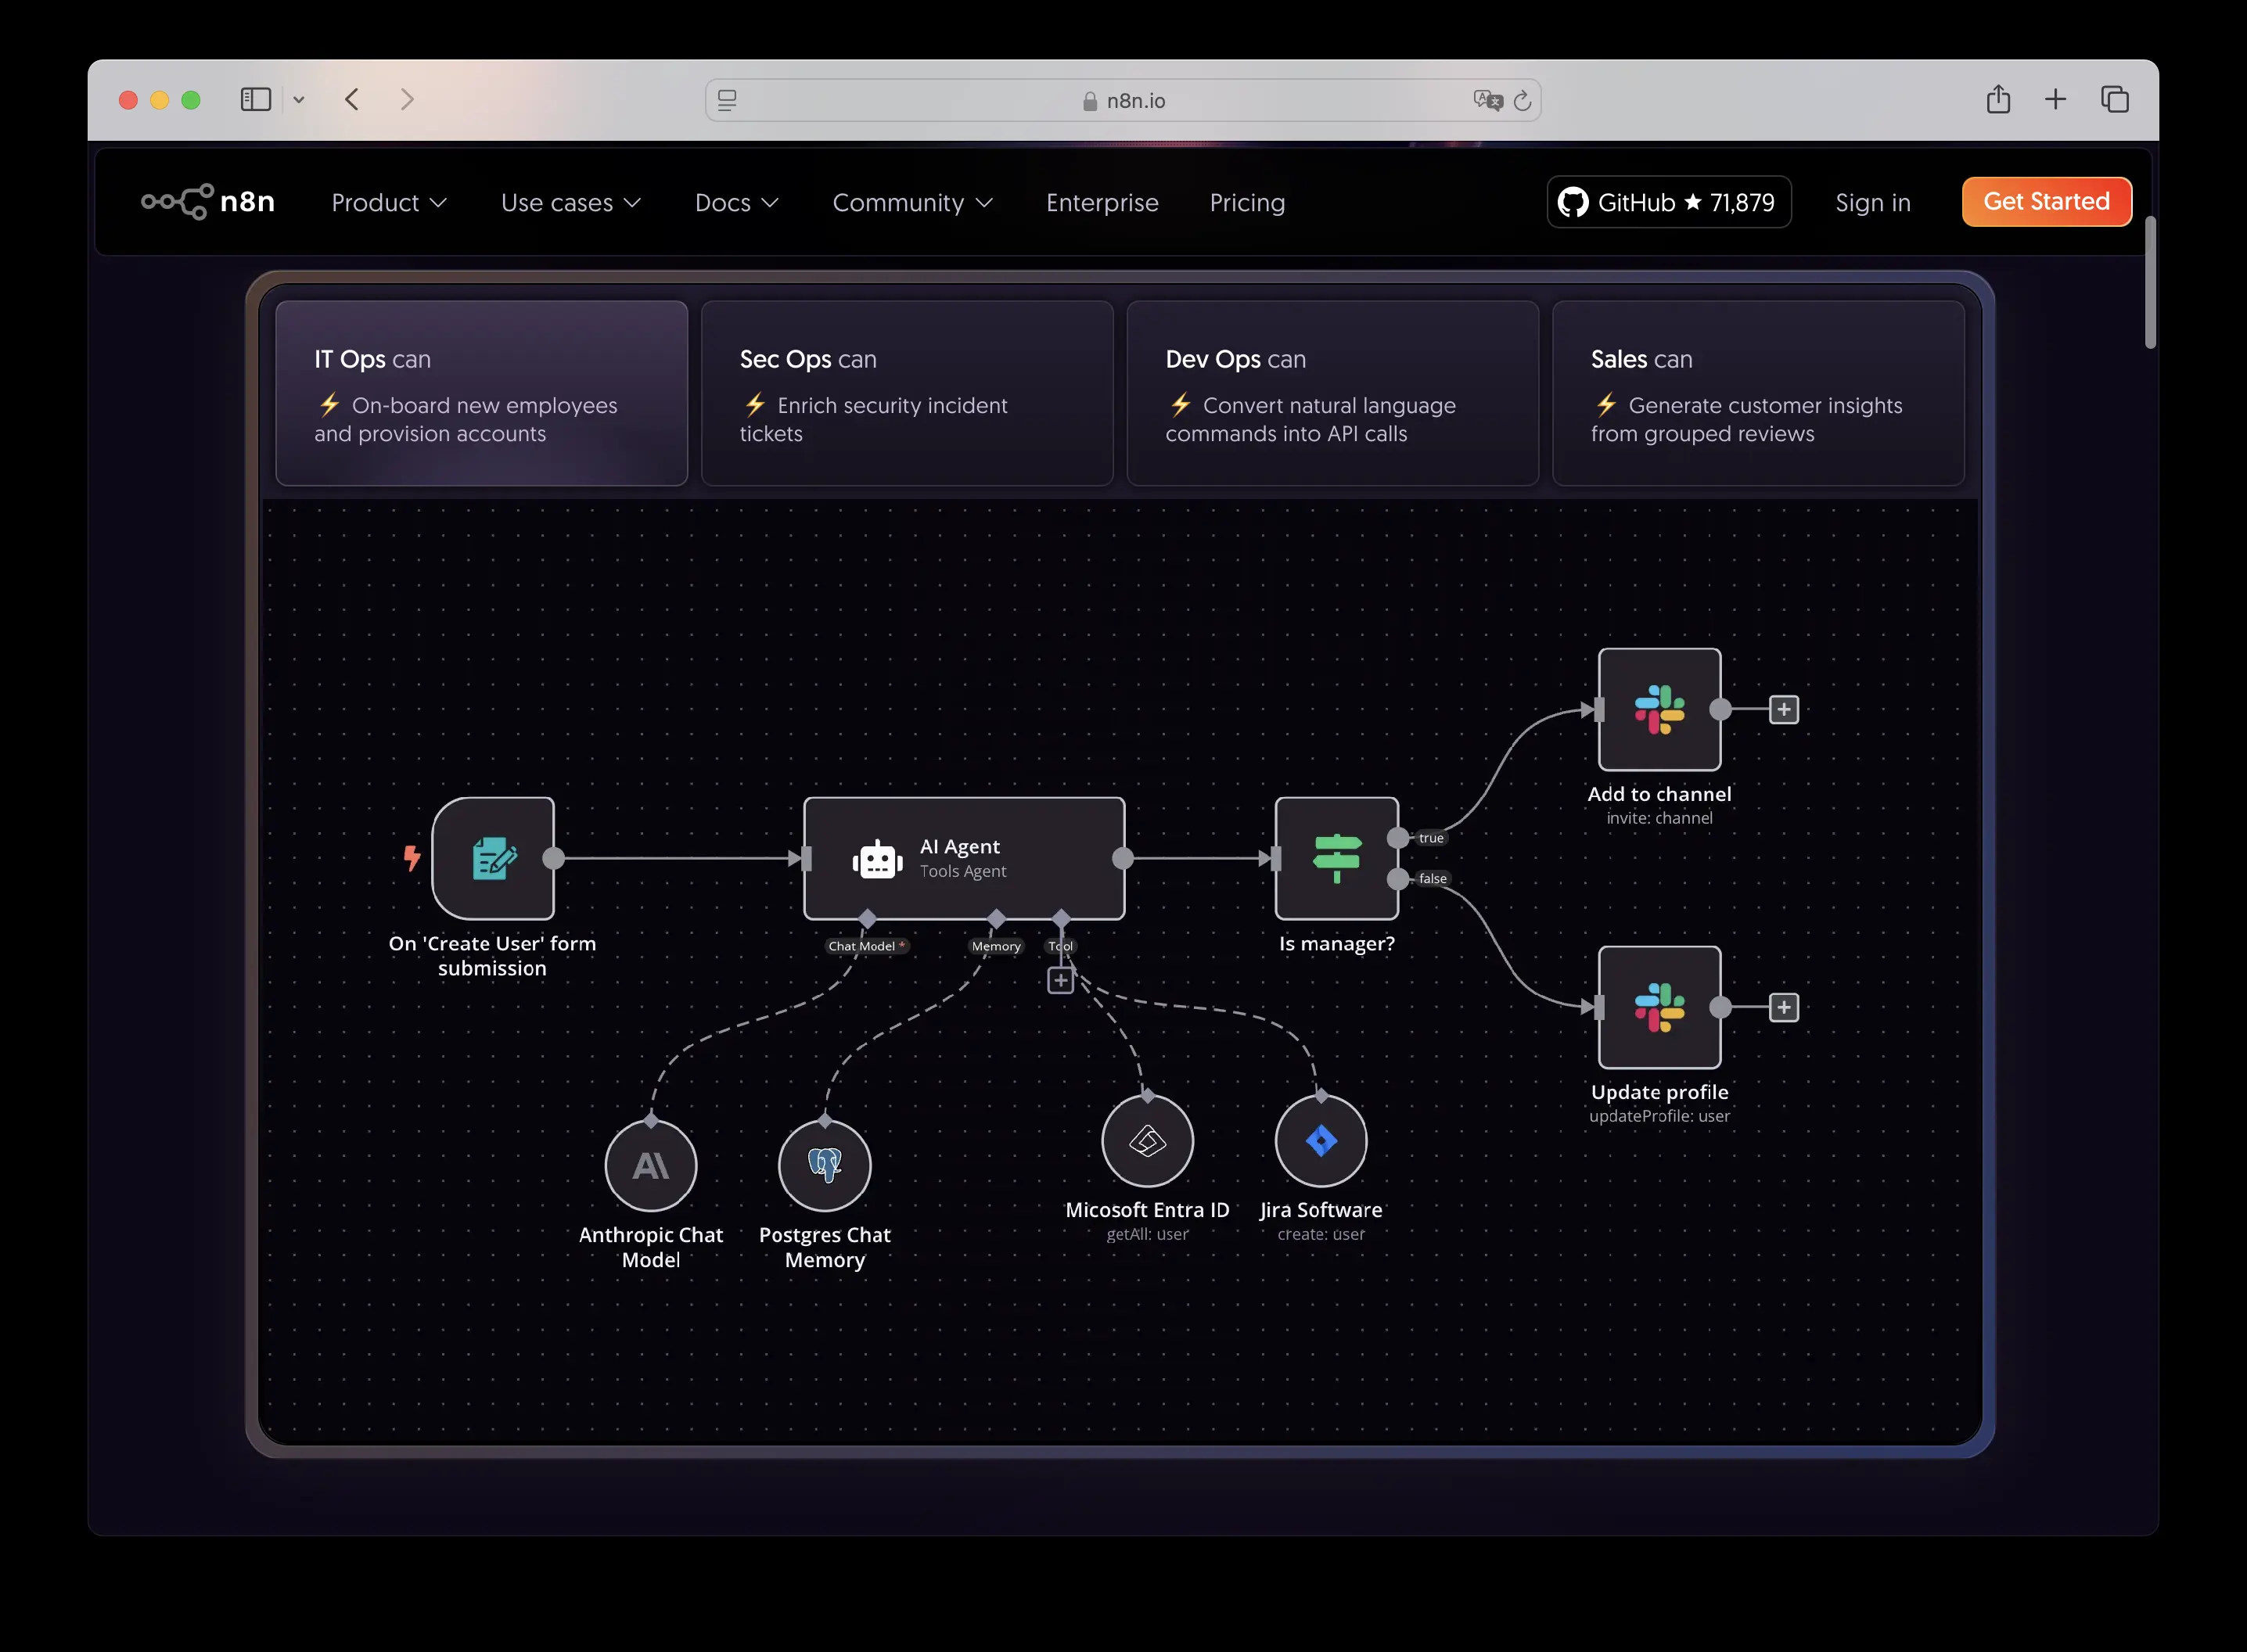 n8n.io
n8n
Product
Use cases
Docs
Community
Enterprise
Pricing
GitHub ★ 71,879
Sign in
Get Started
IT Ops can
⚡ On-board new employees
and provision accounts
Sec Ops can
⚡ Enrich security incident
tickets
Dev Ops can
⚡ Convert natural language
commands into API calls
Sales can
⚡ Generate customer insights
from grouped reviews
On 'Create User' form
submission
AI Agent
Tools Agent
Chat Model *
Memory
Tool
Anthropic Chat
Model
Postgres Chat
Memory
Micosoft Entra ID
getAll: user
Jira Software
create: user
Is manager?
true
false
Add to channel
invite: channel
Update profile
updateProfile: user